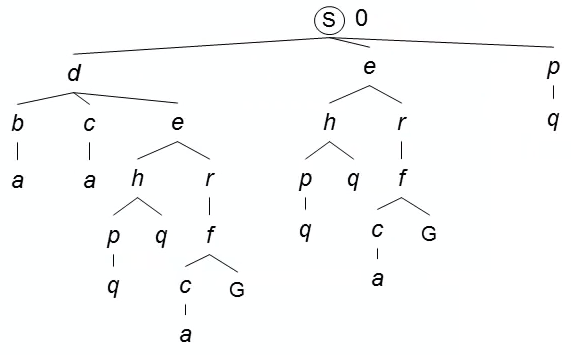 S 0
d e p
b c e h r q
a a h r p q f
p q f q c G
q c G a
a